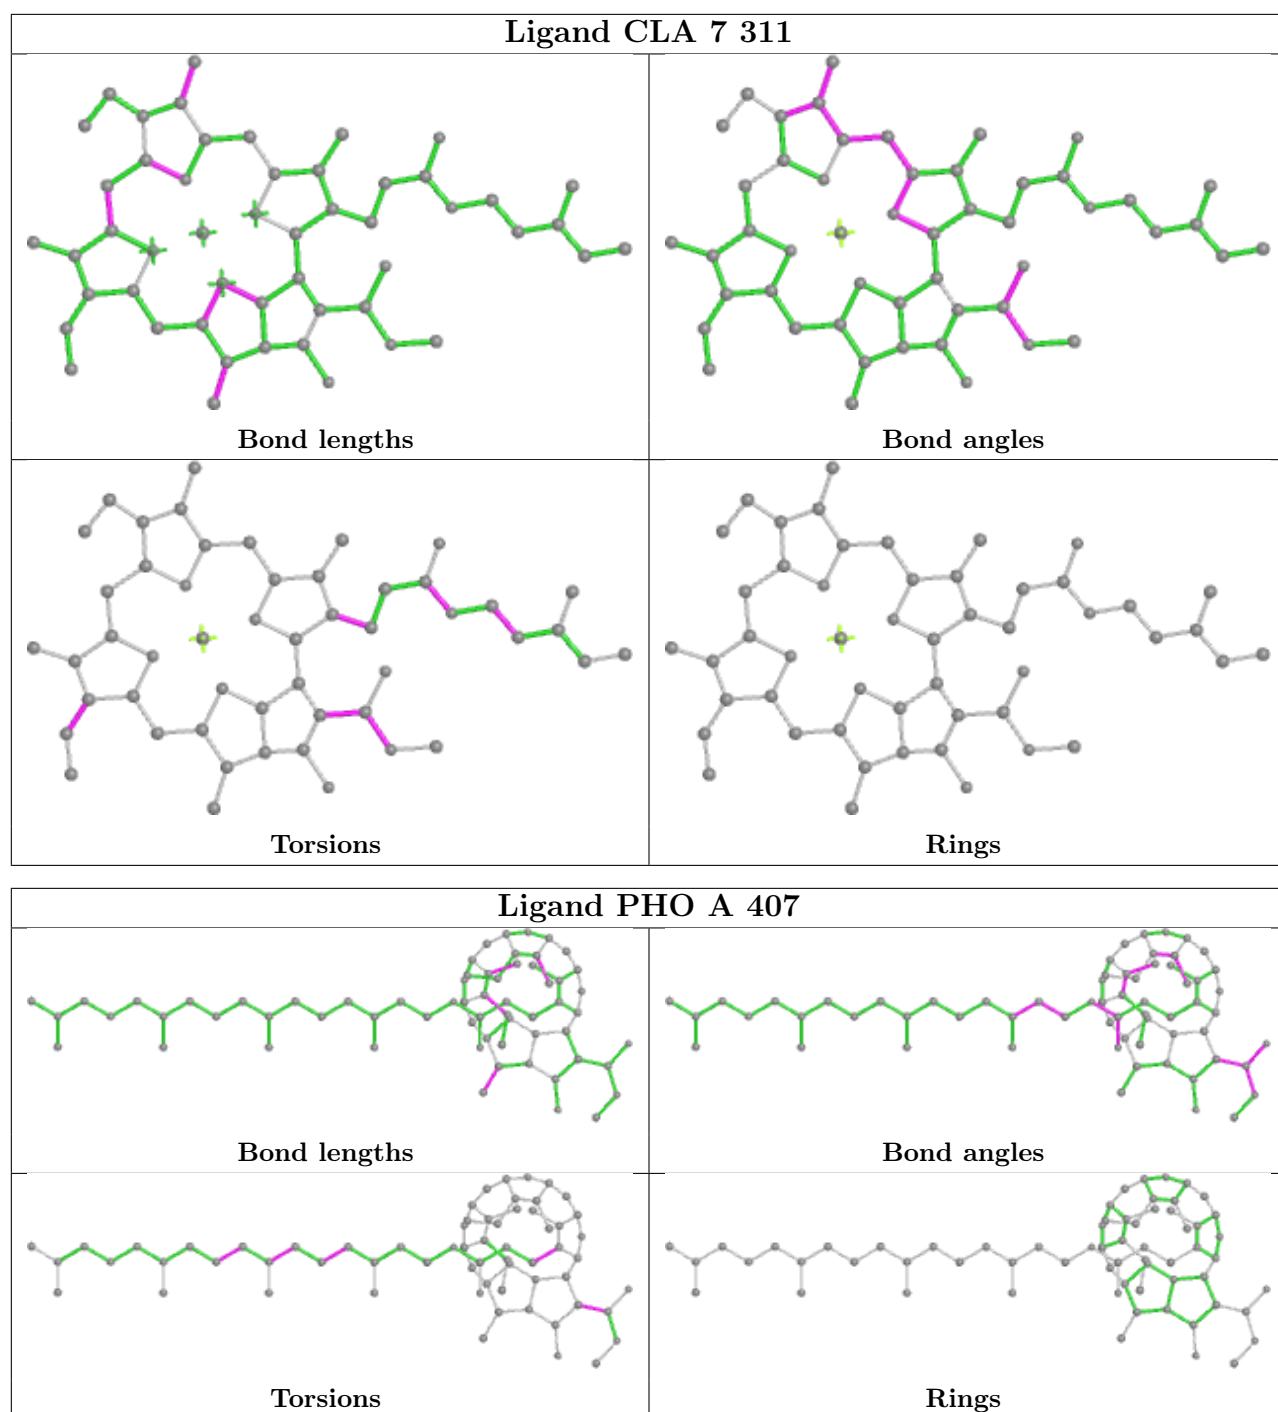 Ligand CLA 7 311
Bond lengths
Bond angles
Torsions
Rings
Ligand PHO A 407
Bond lengths
Bond angles
Torsions
Rings